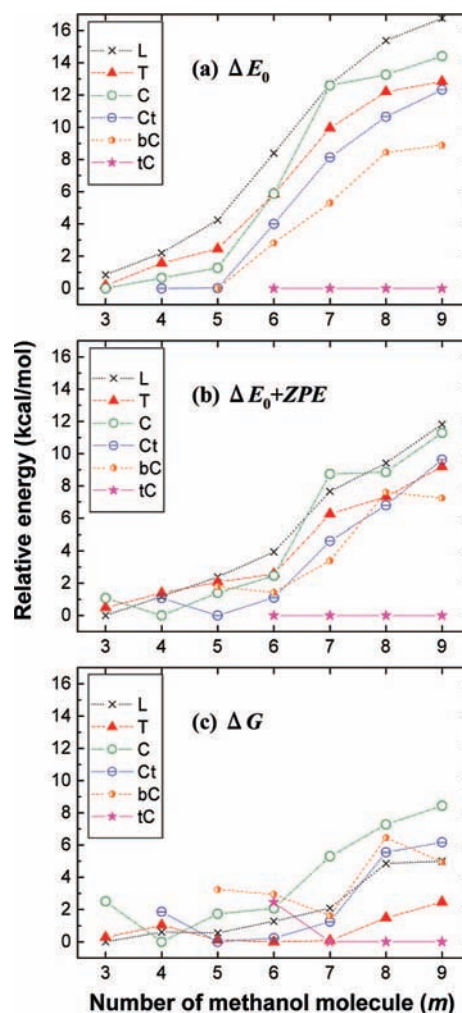 Relative energy (kcal/mol)
16
14
12
10
8
6
4
2
0
L
T
C
Ct
bC
tC
(a) Δ E₀
3 4 5 6 7 8 9
16
14
12
10
8
6
4
2
0
L
T
C
Ct
bC
tC
(b) Δ E₀+ZPE
3 4 5 6 7 8 9
16
14
12
10
8
6
4
2
0
L
T
C
Ct
bC
tC
(c) Δ G
3 4 5 6 7 8 9
Number of methanol molecule (m)